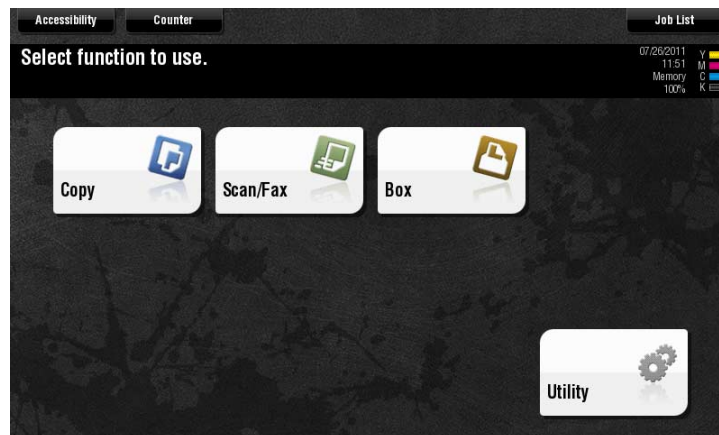 Accessibility Counter Job List
Select function to use.
07/26/2011
11:51
Memory
100%
Y
M
C
K
Copy
Scan/Fax
Box
Utility